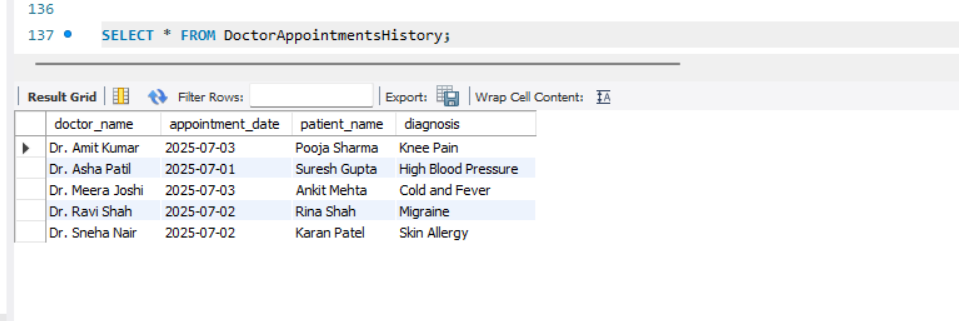 136
137 SELECT * FROM DoctorAppointmentsHistory;
Result Grid Filter Rows: Export: Wrap Cell Content: IA
doctor_name appointment_date patient_name diagnosis
Dr. Amit Kumar 2025-07-03 Pooja Sharma Knee Pain
Dr. Asha Patil 2025-07-01 Suresh Gupta High Blood Pressure
Dr. Meera Joshi 2025-07-03 Ankit Mehta Cold and Fever
Dr. Ravi Shah 2025-07-02 Rina Shah Migraine
Dr. Sneha Nair 2025-07-02 Karan Patel Skin Allergy